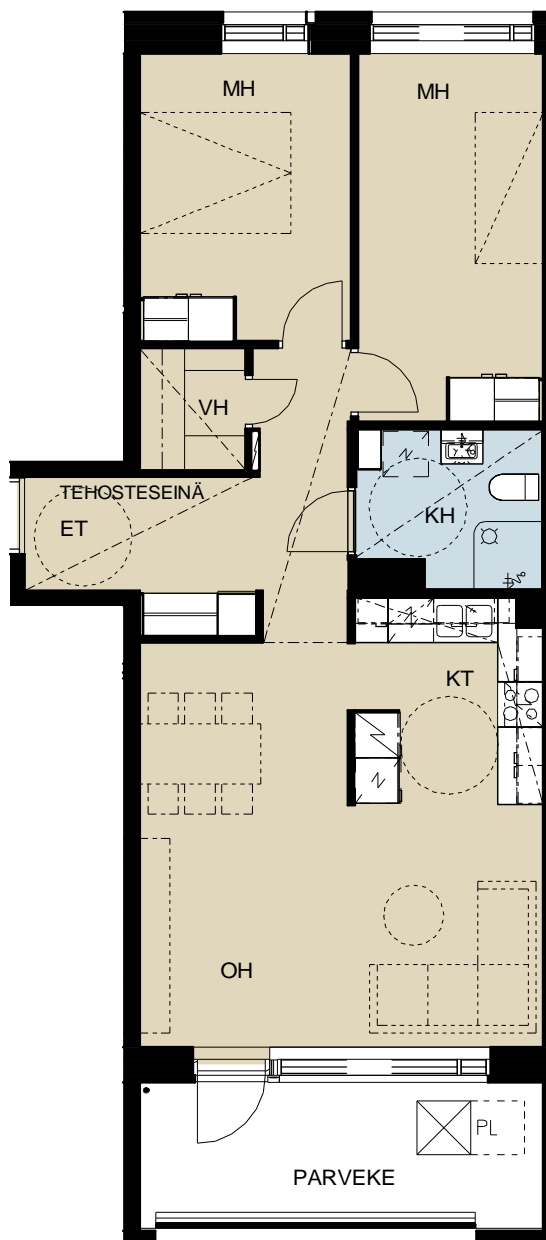 MH
MH
VH
TEHOSTESEINÄ
ET
KH
KT
OH
PL
PARVEKE